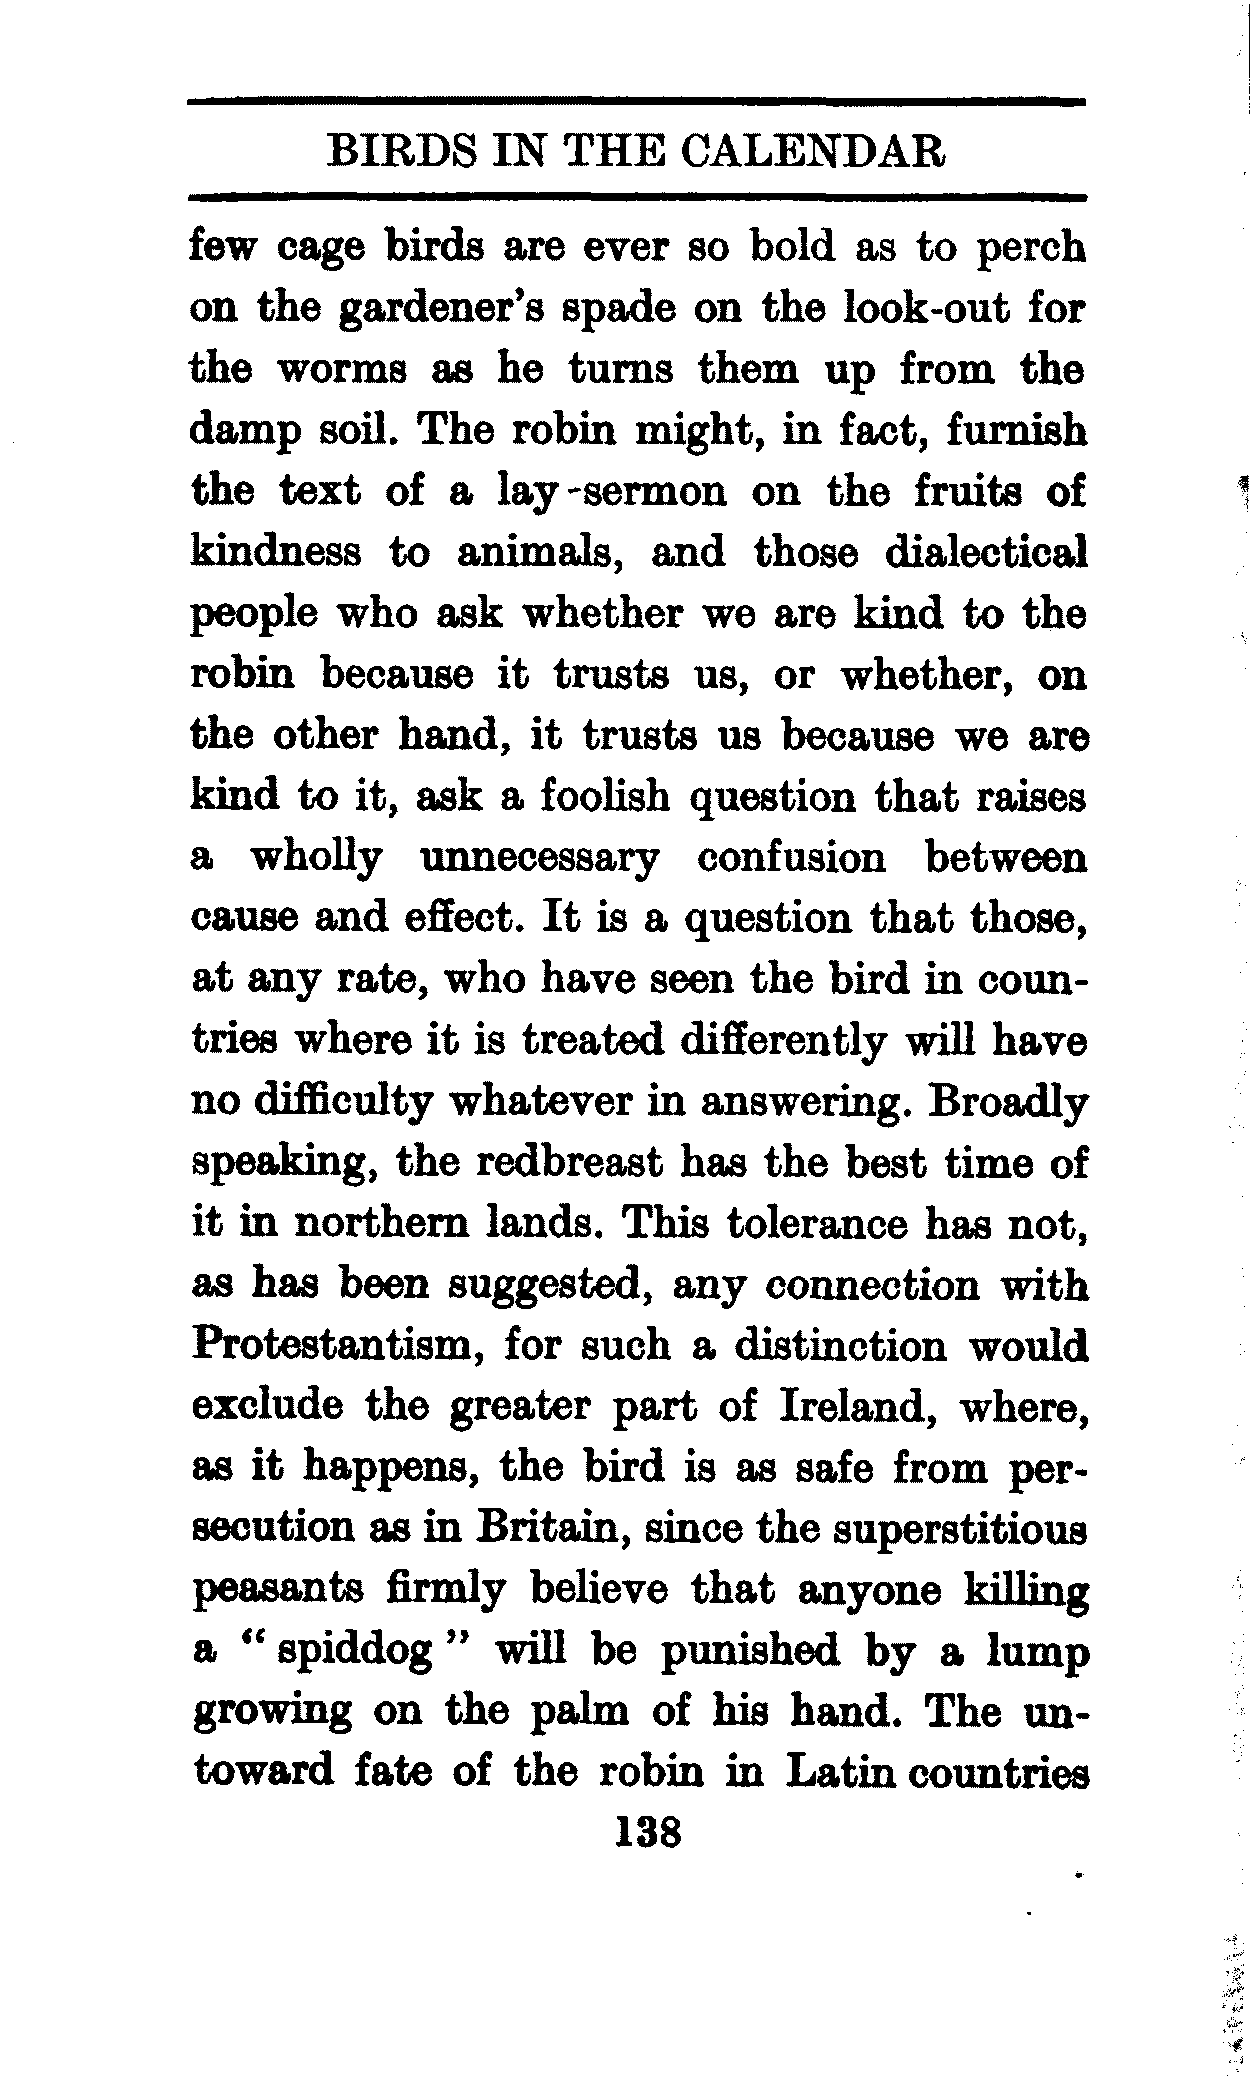 BIRDS IN THE CALENDAR
few cage birds are ever so bold as to perch
on the gardener's spade on the look-out for
the worms as he turns them up from the
damp soil. The robin might, in fact, furnish
the text of a lay-sermon on the fruits of
kindness to animals, and those dialectical
people who ask whether we are kind to the
robin because it trusts us, or whether, on
the other hand, it trusts us because we are
kind to it, ask a foolish question that raises
a wholly unnecessary confusion between
cause and effect. It is a question that those,
at any rate, who have seen the bird in coun-
tries where it is treated differently will have
no difficulty whatever in answering. Broadly
speaking, the redbreast has the best time of
it in northern lands. This tolerance has not,
as has been suggested, any connection with
Protestantism, for such a distinction would
exclude the greater part of Ireland, where,
as it happens, the bird is as safe from per-
secution as in Britain, since the superstitious
peasants firmly believe that anyone killing
a "spiddog" will be punished by a lump
growing on the palm of his hand. The un-
toward fate of the robin in Latin countries
138